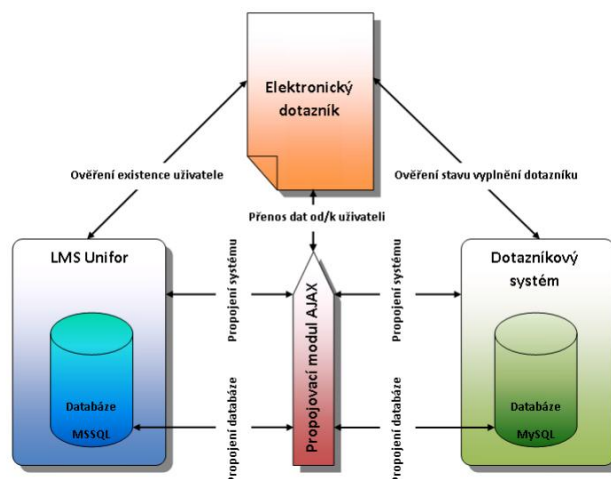 Elektronický
dotazník
Ověření existence uživatele
Ověření stavu vyplnění dotazníku
Přenos dat od/k uživateli
LMS Unifor
Propojení systému
Propojovací modul AJAX
Propojení systému
Dotazníkový
systém
Databáze
MSSQL
Propojení databáze
Propojení databáze
Databáze
MySQL